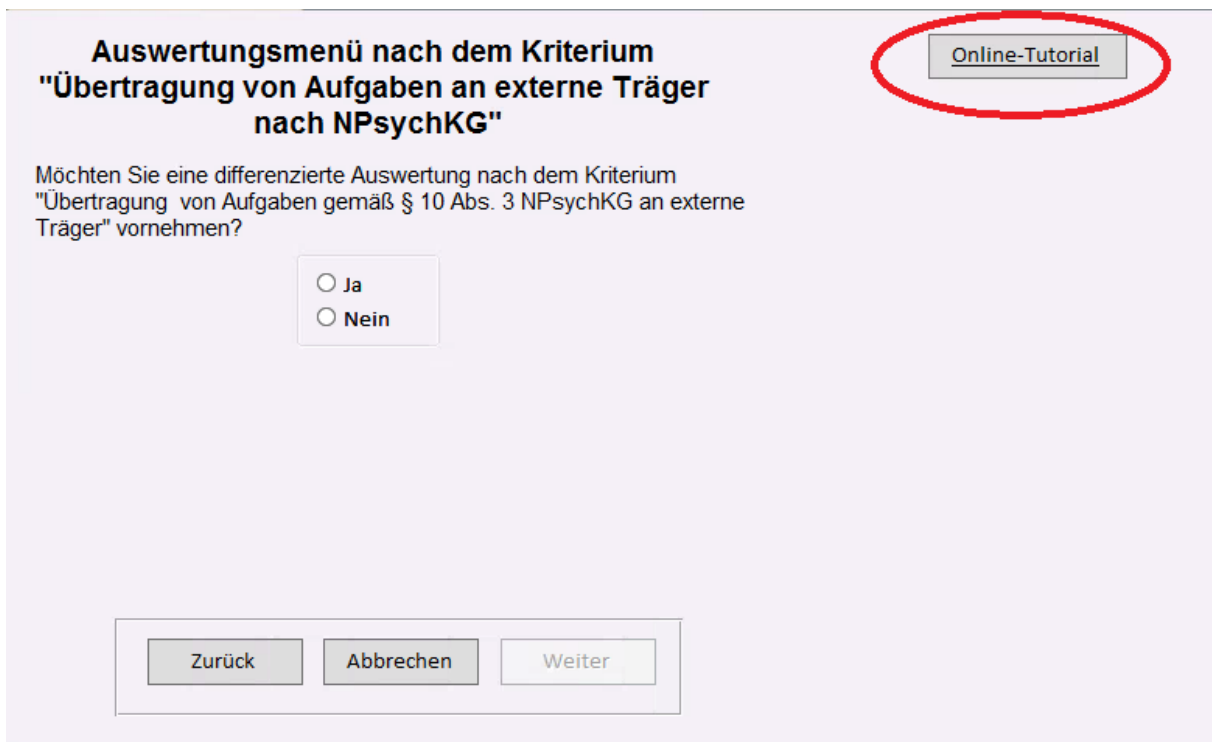 Auswertungsmenü nach dem Kriterium
"Übertragung von Aufgaben an externe Träger
nach NPsychKG"
Online-Tutorial
Möchten Sie eine differenzierte Auswertung nach dem Kriterium
"Übertragung  von Aufgaben gemäß § 10 Abs. 3 NPsychKG an externe
Träger" vornehmen?
Ja
Nein
Zurück Abbrechen Weiter